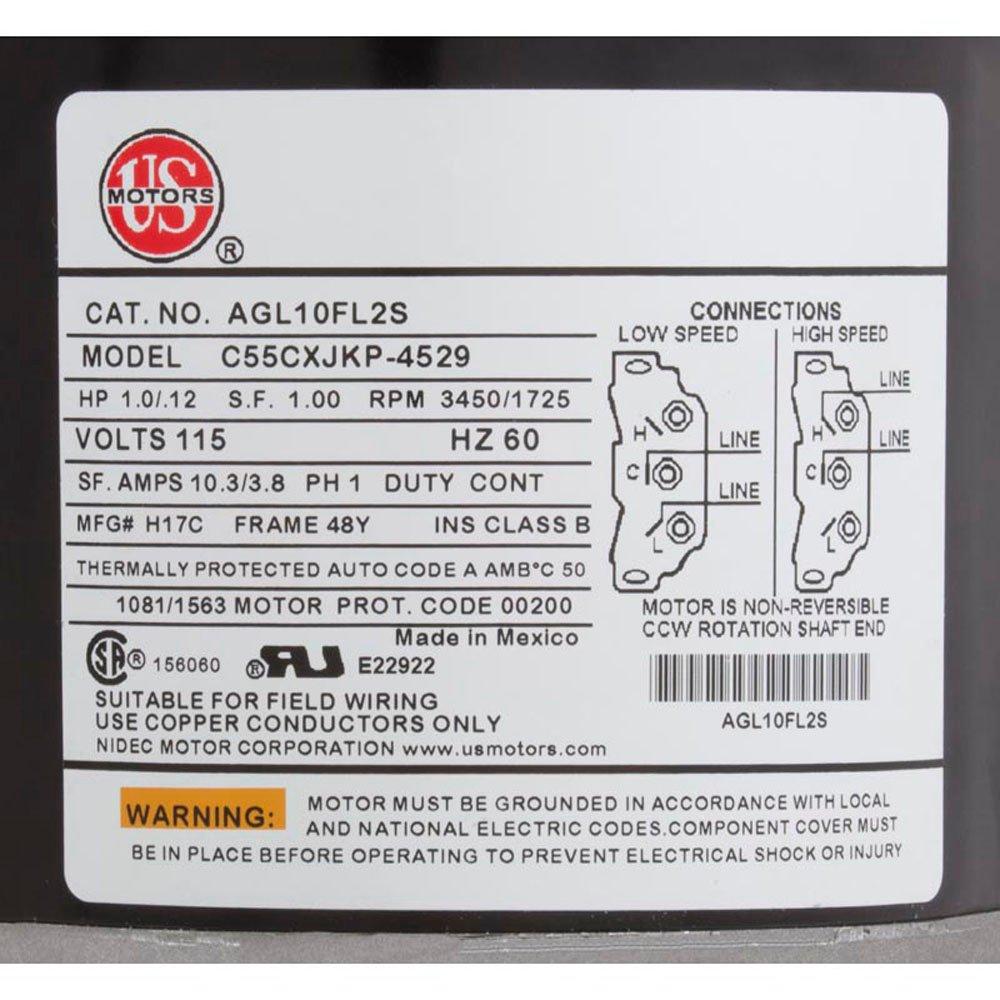 US
MOTORS
®
CAT. NO. AGL10FL2S
MODEL C55CXJKP-4529
HP 1.0/.12 S.F. 1.00 RPM 3450/1725
VOLTS 115 HZ 60
SF. AMPS 10.3/3.8 PH 1 DUTY CONT
MFG# H17C FRAME 48Y INS CLASS B
THERMALLY PROTECTED AUTO CODE A AMB°C 50
1081/1563 MOTOR PROT. CODE 00200
Made in Mexico
SA ® 156060 ® RU E22922
SUITABLE FOR FIELD WIRING
USE COPPER CONDUCTORS ONLY
NIDEC MOTOR CORPORATION www.usmotors.com
CONNECTIONS
LOW SPEED
H
LINE
C
LINE
L
HIGH SPEED
LINE
H
LINE
C
L
MOTOR IS NON-REVERSIBLE
CCW ROTATION SHAFT END
AGL10FL2S
WARNING: MOTOR MUST BE GROUNDED IN ACCORDANCE WITH LOCAL
AND NATIONAL ELECTRIC CODES.COMPONENT COVER MUST
BE IN PLACE BEFORE OPERATING TO PREVENT ELECTRICAL SHOCK OR INJURY